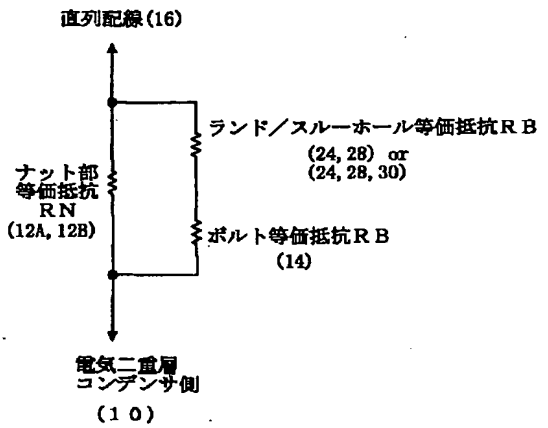 直列配線(16)
ランド/スルーホール等価抵抗RB
(24,28) or
(24,28,30)
ナット部
等価抵抗
RN
(12A,12B)
ボルト等価抵抗RB
(14)
電気二重層
コンデンサ側
(10)